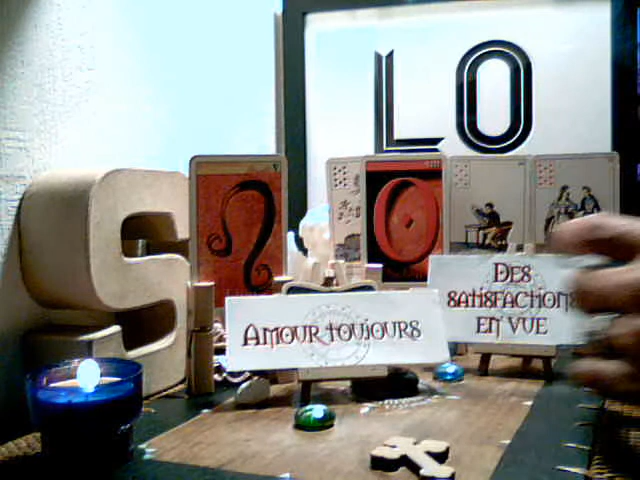 LO
S
AMOUR TOUJOURS
DES
SATISFACTIONS
EN VUE